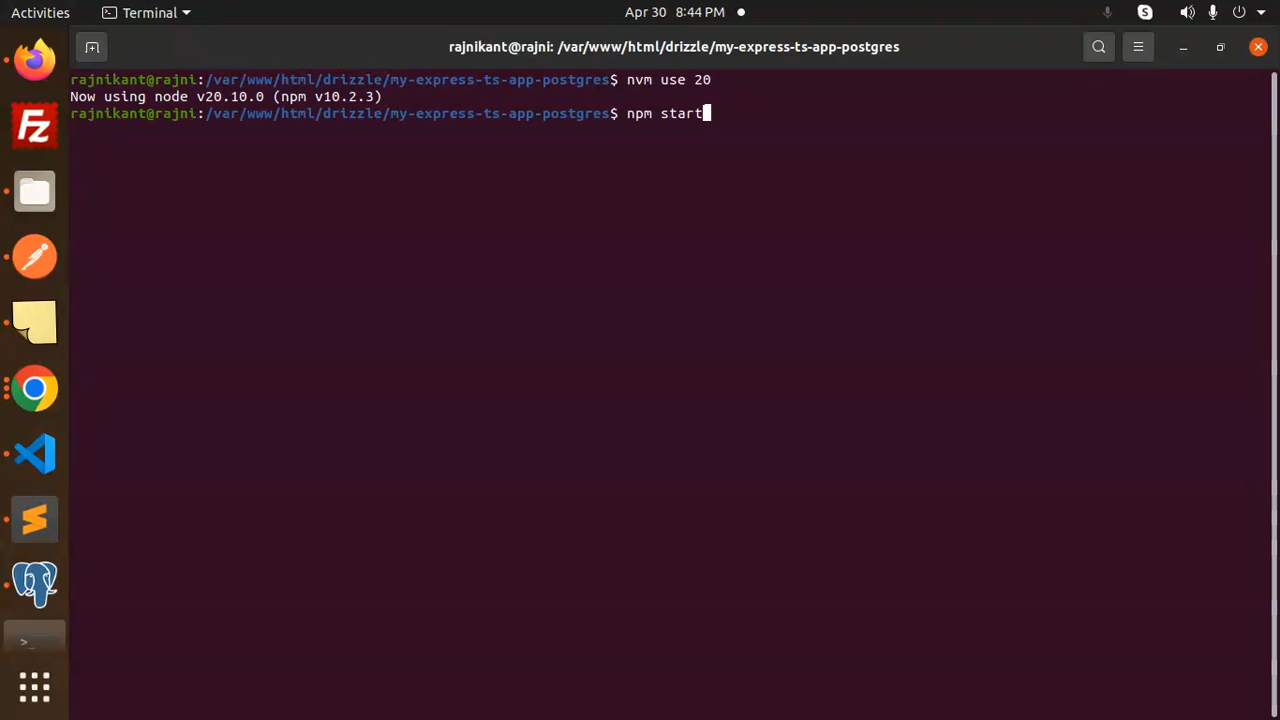 Activities
Terminal
Apr 30 8:44 PM
S
rajnikant@rajni: /var/www/html/drizzle/my-express-ts-app-postgres
rajnikant@rajni:/var/www/html/drizzle/my-express-ts-app-postgres$ nvm use 20
Now using node v20.10.0 (npm v10.2.3)
rajnikant@rajni:/var/www/html/drizzle/my-express-ts-app-postgres$ npm start
Fz
>_